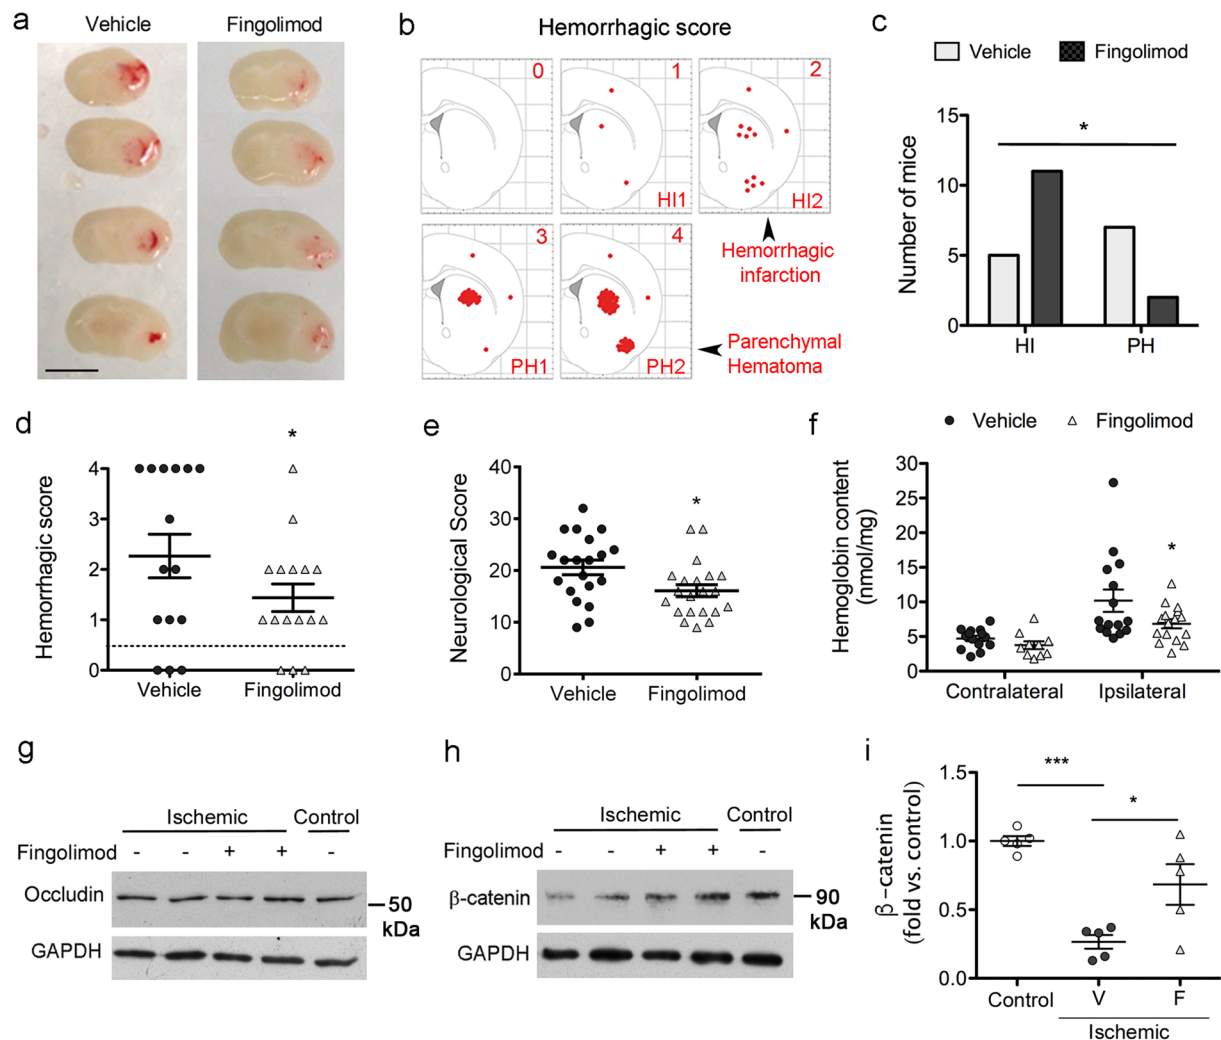 a
Vehicle
Fingolimod
b
Hemorrhagic score
0
1
HI1
2
HI2
3
PH1
4
PH2
Hemorrhagic
infarction
Parenchymal
Hematoma
c
Vehicle
Fingolimod
Number of mice
15
10
5
0
*
HI
PH
d
Hemorrhagic score
4
3
2
1
0
*
Vehicle
Fingolimod
e
Neurological Score
40
30
20
10
0
*
Vehicle
Fingolimod
f
Vehicle
Fingolimod
Hemoglobin content
(nmol/mg)
30
25
20
15
10
5
0
*
Contralateral
Ipsilateral
g
Ischemic
Control
Fingolimod - - + + -
Occludin
50
kDa
GAPDH
h
Ischemic
Control
Fingolimod - - + + -
β-catenin
90
kDa
GAPDH
i
β-catenin
(fold vs. control)
1.5
1.0
0.5
0.0
***
*
Control
V
F
Ischemic